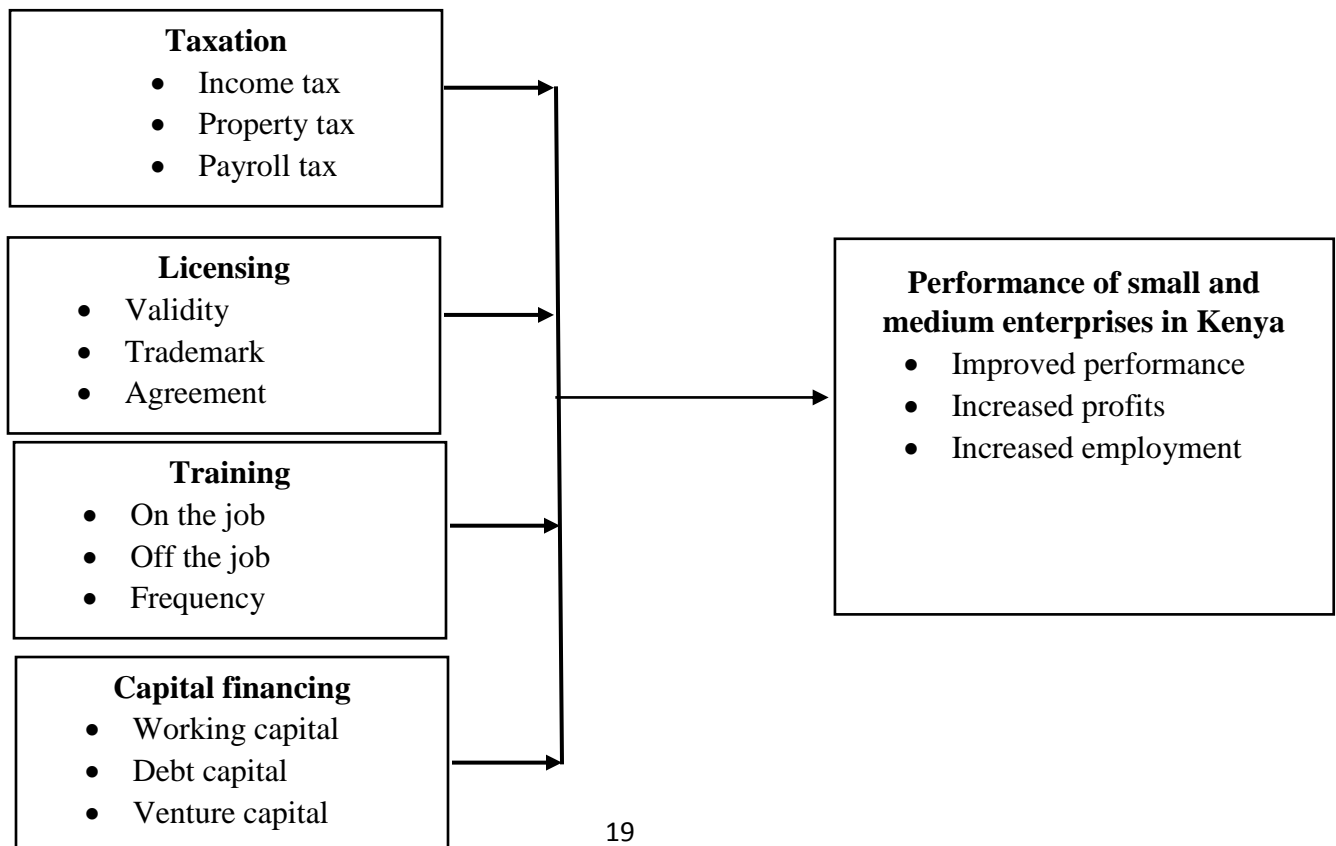 Taxation
• Income tax
• Property tax
• Payroll tax
Licensing
• Validity
• Trademark
• Agreement
Training
• On the job
• Off the job
• Frequency
Capital financing
• Working capital
• Debt capital
• Venture capital
Performance of small and
medium enterprises in Kenya
• Improved performance
• Increased profits
• Increased employment
19